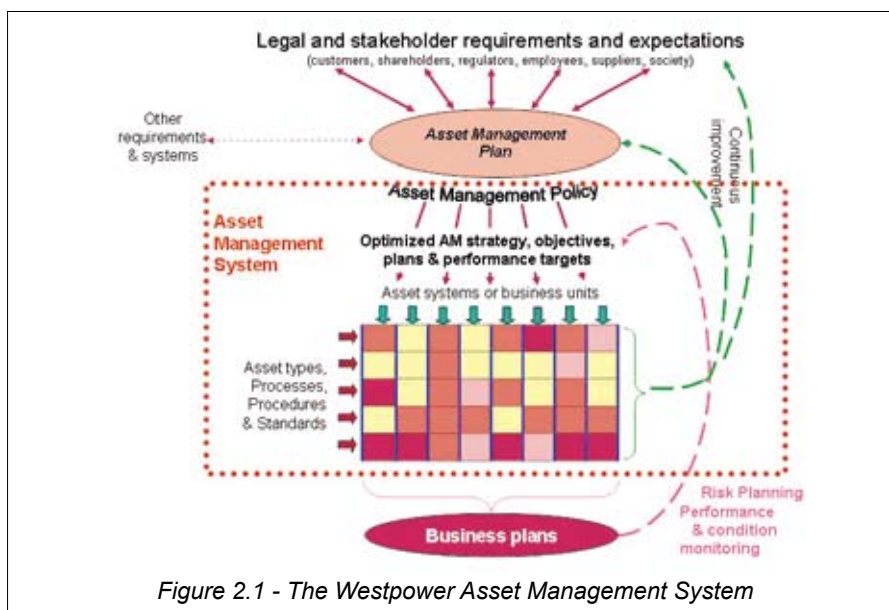 Legal and stakeholder requirements and expectations
(customers, shareholders, regulators, employees, suppliers, society)
Other
requirements
& systems
Asset Management
Plan
Continuous
improvement
Asset Management Policy
Asset
Management
System
Optimized AM strategy, objectives,
plans & performance targets
Asset systems or business units
Asset types,
Processes,
Procedures
& Standards
Risk Planning
Performance
& condition
monitoring
Business plans
Figure 2.1 - The Westpower Asset Management System